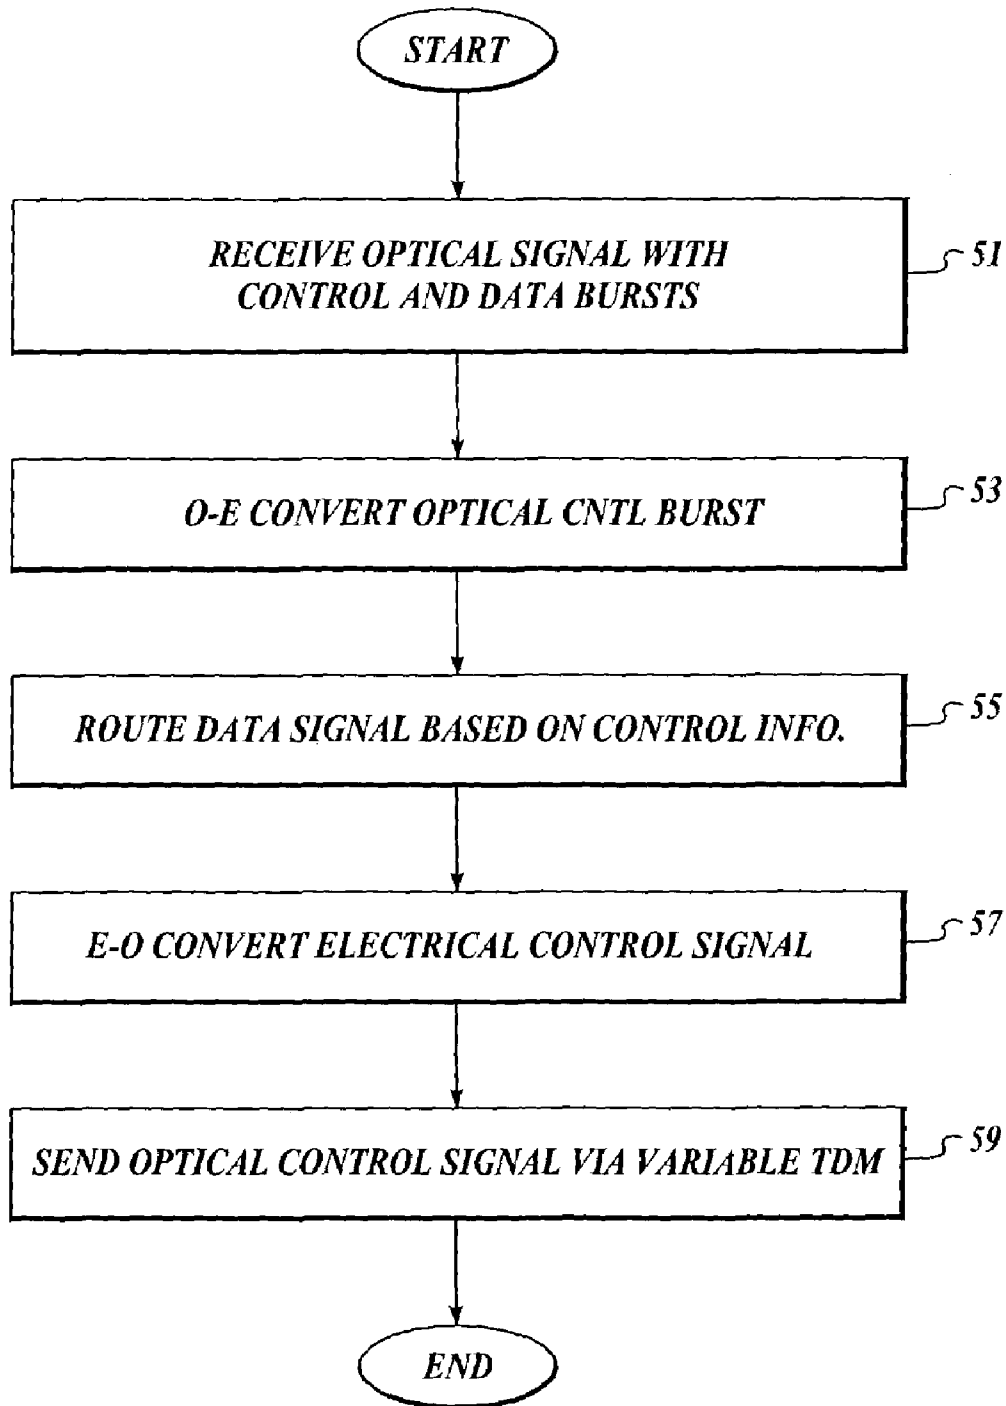 START
RECEIVE OPTICAL SIGNAL WITH
CONTROL AND DATA BURSTS
51
O-E CONVERT OPTICAL CNTL BURST
53
ROUTE DATA SIGNAL BASED ON CONTROL INFO.
55
E-O CONVERT ELECTRICAL CONTROL SIGNAL
57
SEND OPTICAL CONTROL SIGNAL VIA VARIABLE TDM
59
END